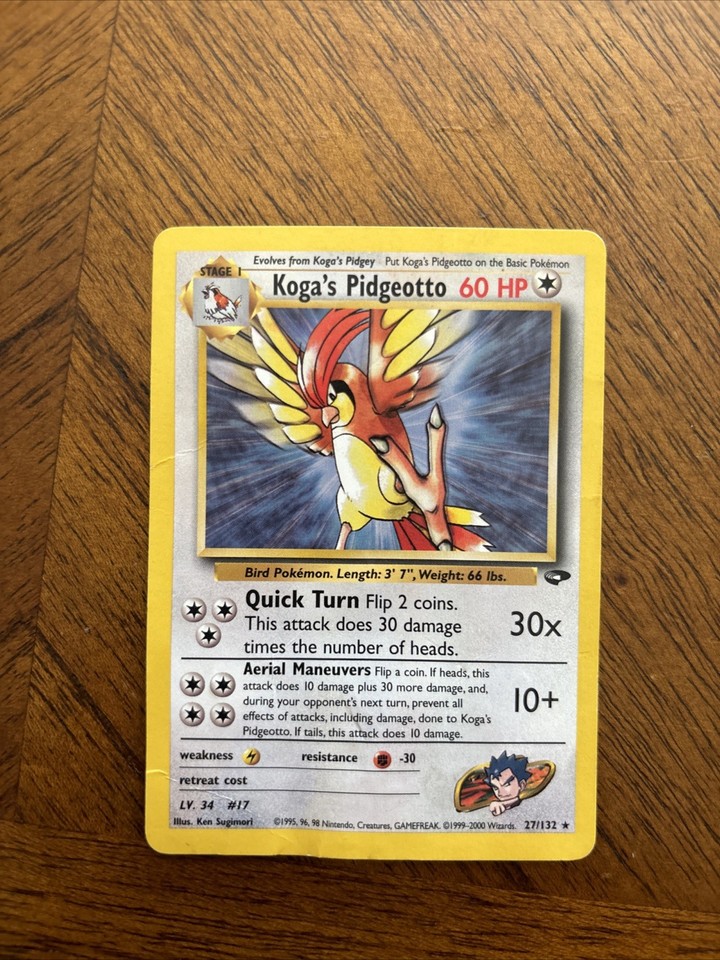 Evolves from Koga's Pidgey Put Koga's Pidgeotto on the Basic Pokémon
STAGE 1
Koga's Pidgeotto 60 HP
Bird Pokémon. Length: 3' 7", Weight: 66 lbs.
Quick Turn Flip 2 coins.
This attack does 30 damage
times the number of heads.
30x
Aerial Maneuvers Flip a coin. If heads, this
attack does 10 damage plus 30 more damage, and,
during your opponent's next turn, prevent all
effects of attacks, including damage, done to Koga's
Pidgeotto. If tails, this attack does 10 damage.
10+
weakness resistance -30
retreat cost
LV. 34 #17
Illus. Ken Sugimori ©1995, 96, 98 Nintendo, Creatures, GAMEFREAK. ©1999-2000 Wizards. 27/132 ★